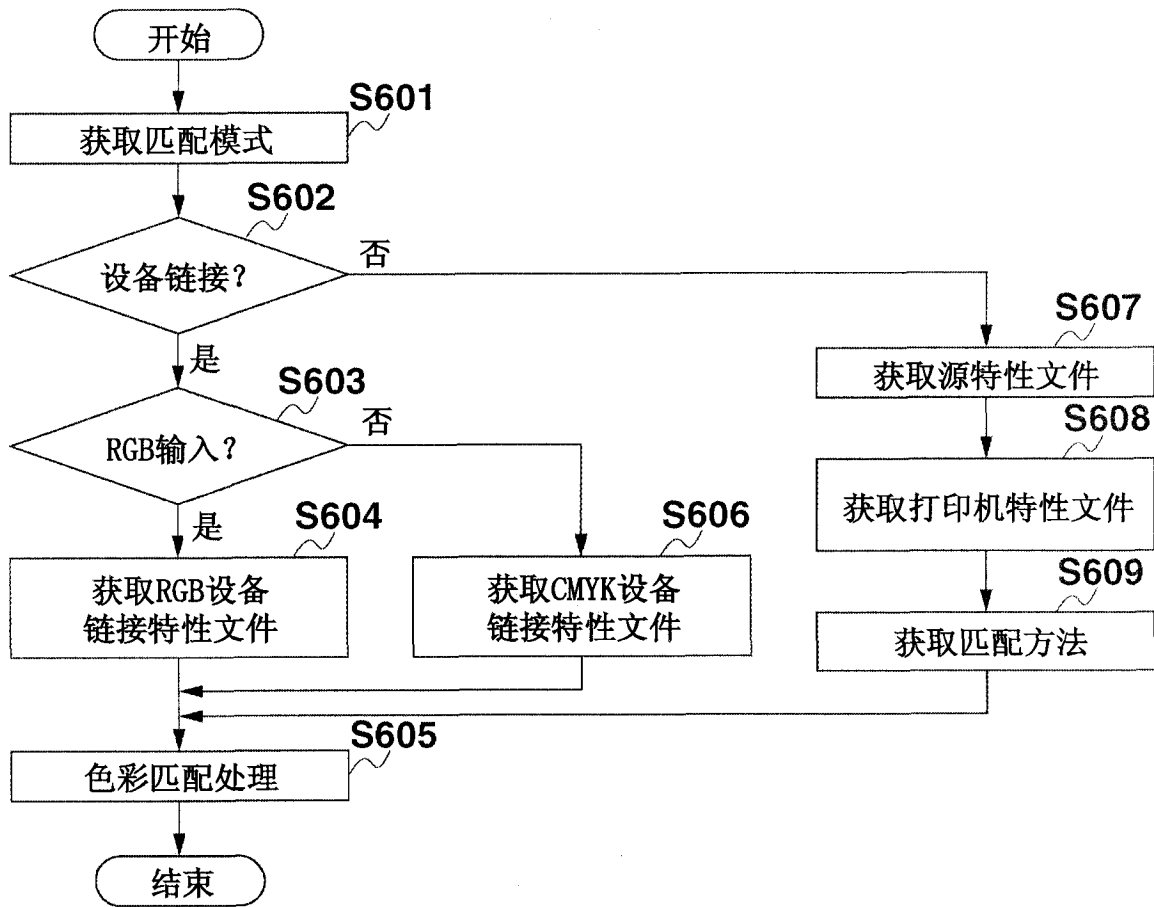 开始
S601
获取匹配模式
S602
设备链接?
否
是
S603
RGB输入?
否
是
S604
获取RGB设备
链接特性文件
S606
获取CMYK设备
链接特性文件
S607
获取源特性文件
S608
获取打印机特性文件
S609
获取匹配方法
S605
色彩匹配处理
结束